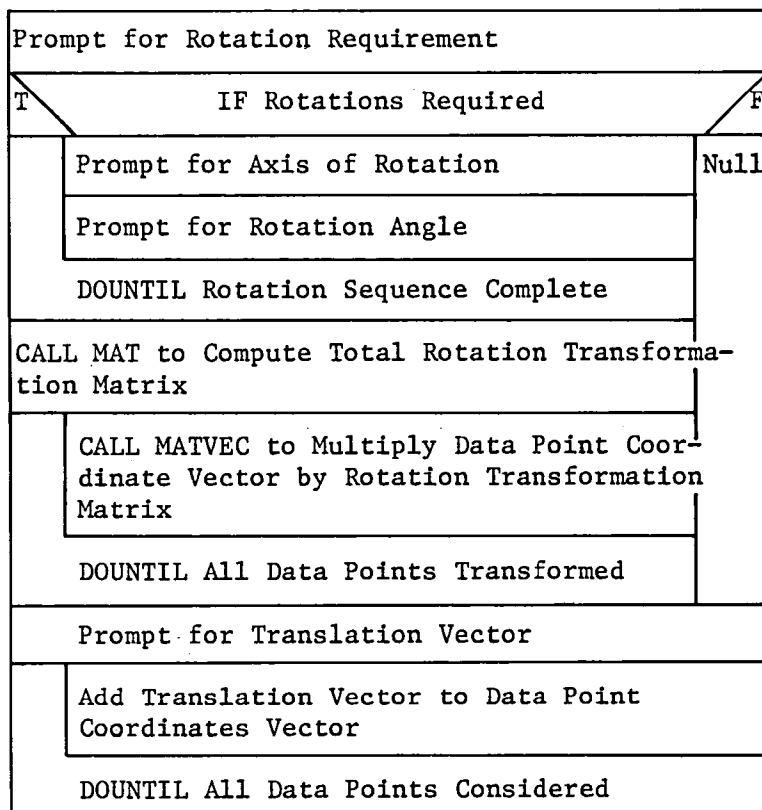 Prompt for Rotation Requirement
T IF Rotations Required F
Prompt for Axis of Rotation Null
Prompt for Rotation Angle
DOUNTIL Rotation Sequence Complete
CALL MAT to Compute Total Rotation Transforma-
tion Matrix
CALL MATVEC to Multiply Data Point Coor-
dinate Vector by Rotation Transformation
Matrix
DOUNTIL All Data Points Transformed
Prompt for Translation Vector
Add Translation Vector to Data Point
Coordinates Vector
DOUNTIL All Data Points Considered